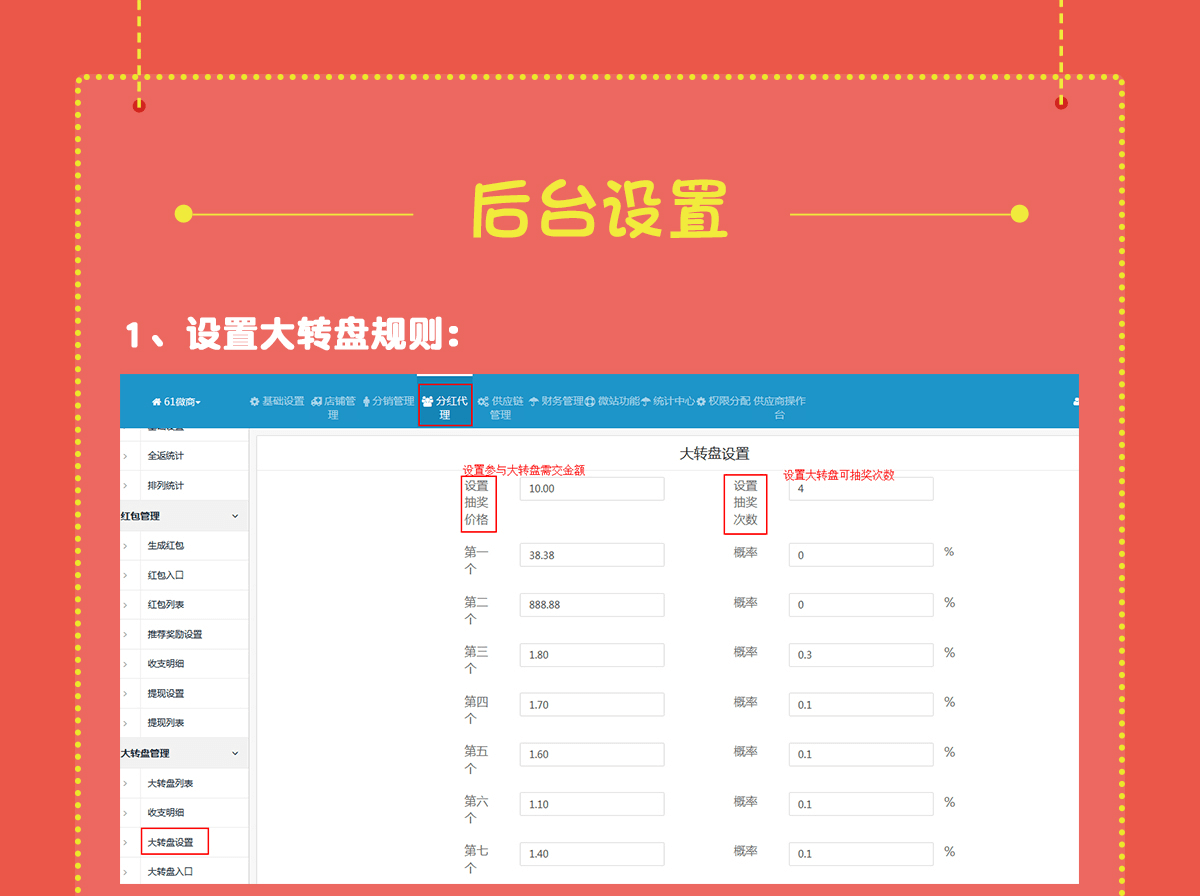 后台设置
1、设置大转盘规则：
61微商
基础设置
店铺管
理
分销管理
分红代
理
供应链
管理
财务管理
微站功能
统计中心
权限分配
供应商操作
台
基础设置
全返统计
排列统计
红包管理
生成红包
红包入口
红包列表
推荐奖励设置
收支明细
提现设置
提现列表
大转盘管理
大转盘列表
收支明细
大转盘设置
大转盘入口
大转盘设置
设置参与大转盘需交金额
设置大转盘可抽奖次数
设置
抽奖
价格
10.00
设置
抽奖
次数
4
第一
个
38.38
概率
0
%
第二
个
888.88
概率
0
%
第三
个
1.80
概率
0.3
%
第四
个
1.70
概率
0.1
%
第五
个
1.60
概率
0.1
%
第六
个
1.10
概率
0.1
%
第七
个
1.40
概率
0.1
%